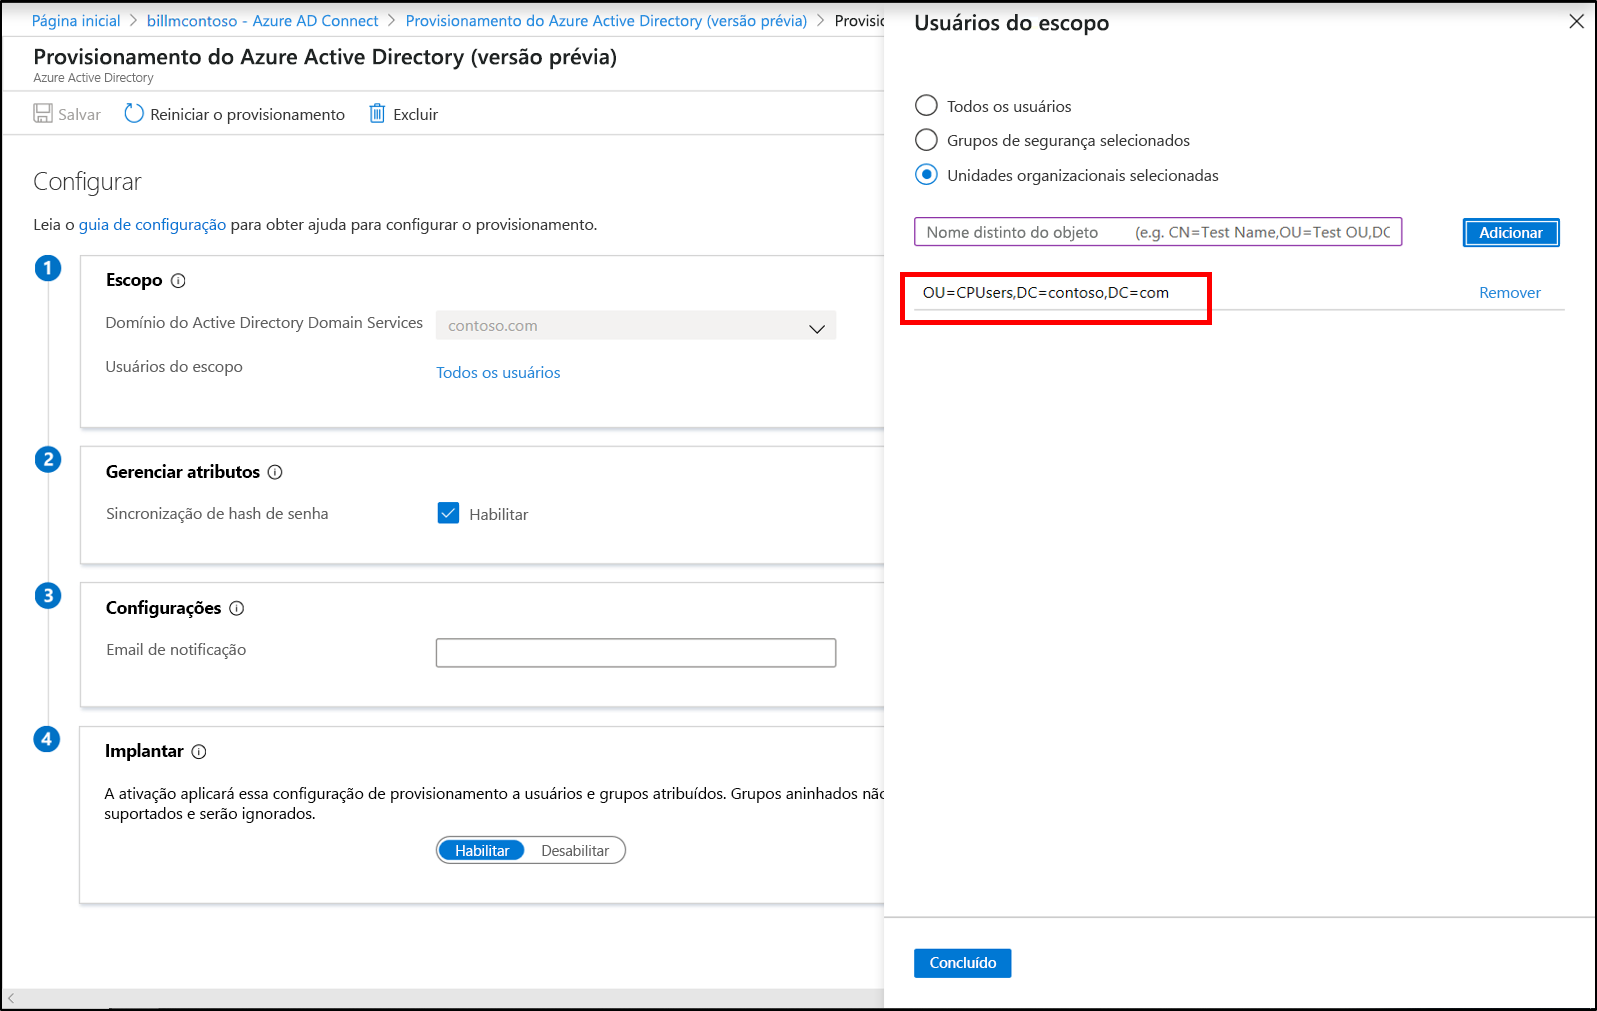 Página inicial > billmcontoso - Azure AD Connect > Provisionamento do Azure Active Directory (versão prévia) >
Provisionamento do Azure Active Directory (versão prévia)
Azure Active Directory
Salvar Reiniciar o provisionamento Excluir
Configurar
Leia o guia de configuração para obter ajuda para configurar o provisionamento.
1
Escopo
Domínio do Active Directory Domain Services contoso.com
Usuários do escopo Todos os usuários
2
Gerenciar atributos
Sincronização de hash de senha Habilitar
3
Configurações
Email de notificação
4
Implantar
A ativação aplicará essa configuração de provisionamento a usuários e grupos atribuídos. Grupos aninhados não
suportados e serão ignorados.
Habilitar Desabilitar
Usuários do escopo
Todos os usuários
Grupos de segurança selecionados
Unidades organizacionais selecionadas
Nome distinto do objeto (e.g. CN=Test Name,OU=Test OU,DC Adicionar
OU=CPUsers,DC=contoso,DC=com Remover
Concluído